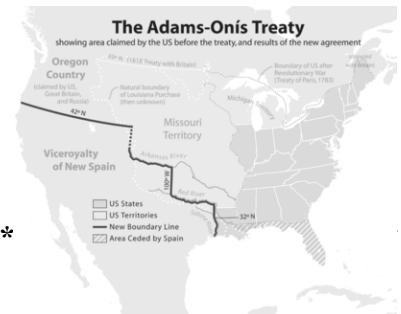 The Adams-Onís Treaty
showing area claimed by the US before the treaty, and results of the new agreement
Oregon
Country
(claimed by US,
Great Britain,
and Russia)
49° N (1818 Treaty with Britain)
Boundary of US after
Revolutionary War
(Treaty of Paris, 1783)
Natural boundary
of Louisiana Purchase
(then unknown)
Michigan Territory
42° N
Missouri
Territory
Viceroyalty
of New Spain
Arkansas River
100° W
Red River
32° N
US States
US Territories
New Boundary Line
Area Ceded by Spain
*